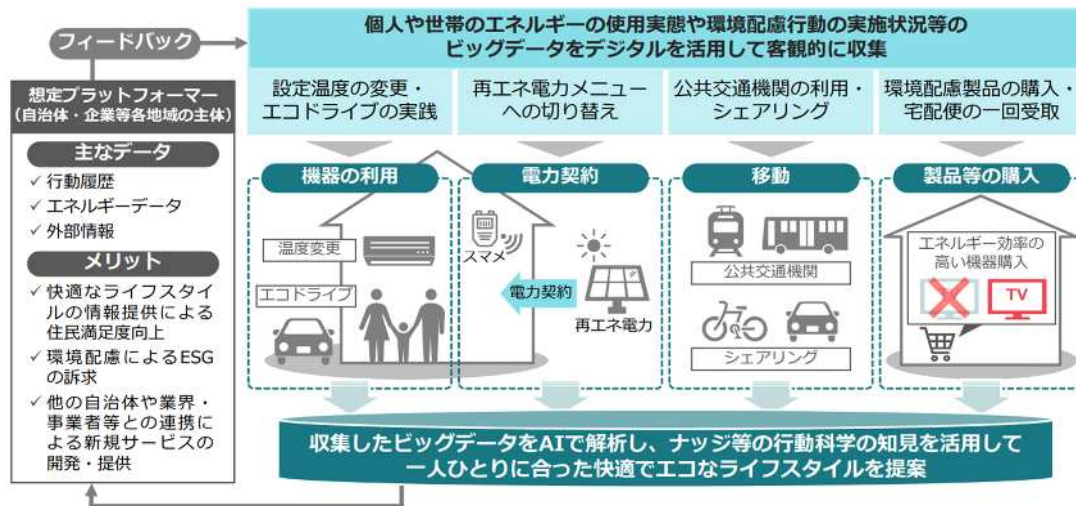 フィードバック
個人や世帯のエネルギーの使用実態や環境配慮行動の実施状況等の
ビッグデータをデジタルを活用して客観的に収集
想定プラットフォーマー
(自治体・企業等各地域の主体)
主なデータ
✓ 行動履歴
✓ エネルギーデータ
✓ 外部情報
メリット
✓ 快適なライフスタイ
ルの情報提供による
住民満足度向上
✓ 環境配慮によるESG
の訴求
✓ 他の自治体や業界・
事業者等との連携に
よる新規サービスの
開発・提供
設定温度の変更・
エコドライブの実践
再エネ電力メニュー
への切り替え
公共交通機関の利用・
シェアリング
環境配慮製品の購入・
宅配便の一回受取
機器の利用
温度変更
エコドライブ
電力契約
スマメ
電力契約
再エネ電力
移動
公共交通機関
シェアリング
製品等の購入
エネルギー効率の
高い機器購入
TV
収集したビッグデータをAIで解析し、ナッジ等の行動科学の知見を活用して
一人ひとりに合った快適でエコなライフスタイルを提案